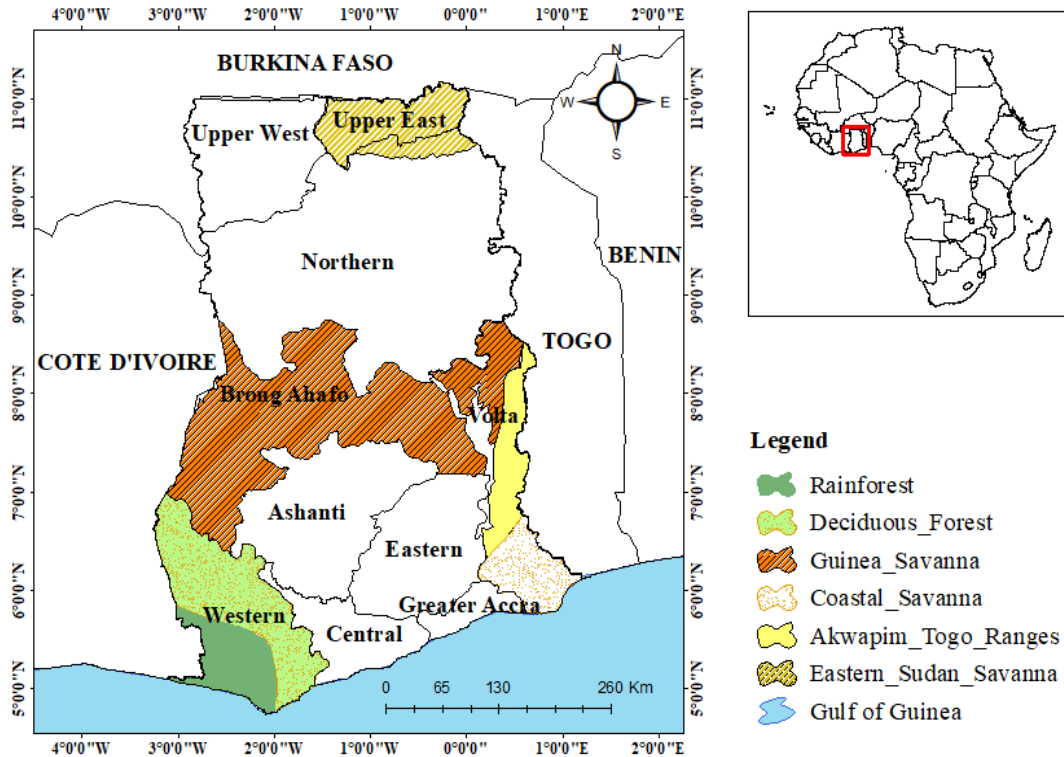 4°0'0"W 3°0'0"W 2°0'0"W 1°0'0"W 0°0'0" 1°0'0"E 2°0'0"E
BURKINA FASO
N
W E
S
Upper West
Upper East
Northern
BENIN
TOGO
COTE D'IVOIRE
Brong Ahafo
Volta
Ashanti
Eastern
Greater Accra
Western
Central
0 65 130 260 Km
11°0'0"N
10°0'0"N
9°0'0"N
8°0'0"N
7°0'0"N
6°0'0"N
5°0'0"N
11°0'0"N
10°0'0"N
9°0'0"N
8°0'0"N
7°0'0"N
6°0'0"N
5°0'0"N
4°0'0"W 3°0'0"W 2°0'0"W 1°0'0"W 0°0'0" 1°0'0"E 2°0'0"E
Legend
Rainforest
Deciduous_Forest
Guinea_Savanna
Coastal_Savanna
Akwapim_Togo_Ranges
Eastern_Sudan_Savanna
Gulf of Guinea